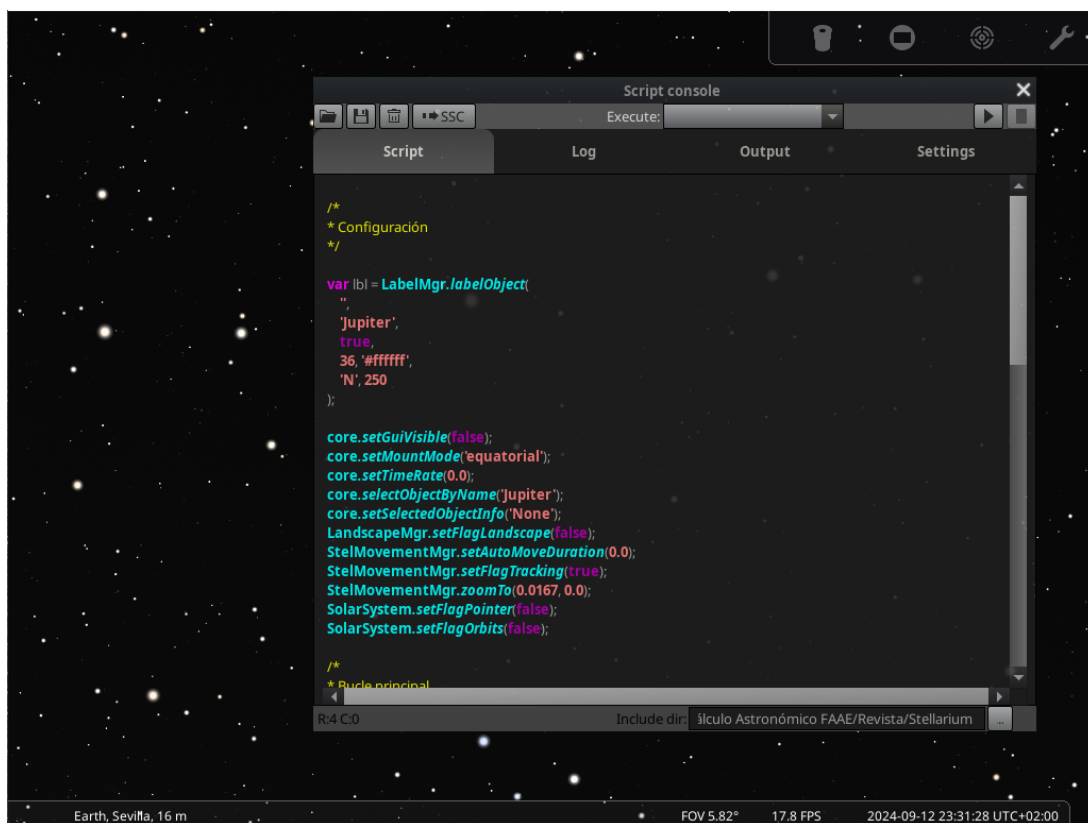 Script console
SSC
Execute:
Script Log Output Settings
/*
* Configuración
*/
var lbl = LabelMgr.labelObject(
'',
'Jupiter',
true,
36, '#ffffff',
'N', 250
);
core.setGuiVisible(false);
core.setMountMode('equatorial');
core.setTimeRate(0.0);
core.selectObjectByName('Jupiter');
core.setSelectedObjectInfo('None');
LandscapeMgr.setFlagLandscape(false);
StelMovementMgr.setAutoMoveDuration(0.0);
StelMovementMgr.setFlagTracking(true);
StelMovementMgr.zoomTo(0.0167, 0.0);
SolarSystem.setFlagPointer(false);
SolarSystem.setFlagOrbits(false);
/*
* Bucle principal
R:4 C:0 Include dir: álculo Astronómico FAAE/Revista/Stellarium ...
Earth, Sevilla, 16 m FOV 5.82° 17.8 FPS 2024-09-12 23:31:28 UTC+02:00